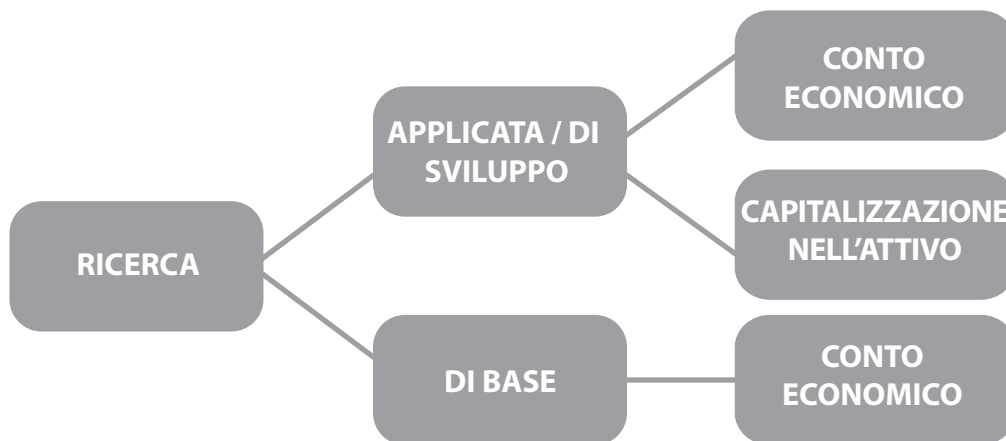 RICERCA
APPLICATA / DI
SVILUPPO
CONTO
ECONOMICO
CAPITALIZZAZIONE
NELL’ATTIVO
DI BASE
CONTO
ECONOMICO